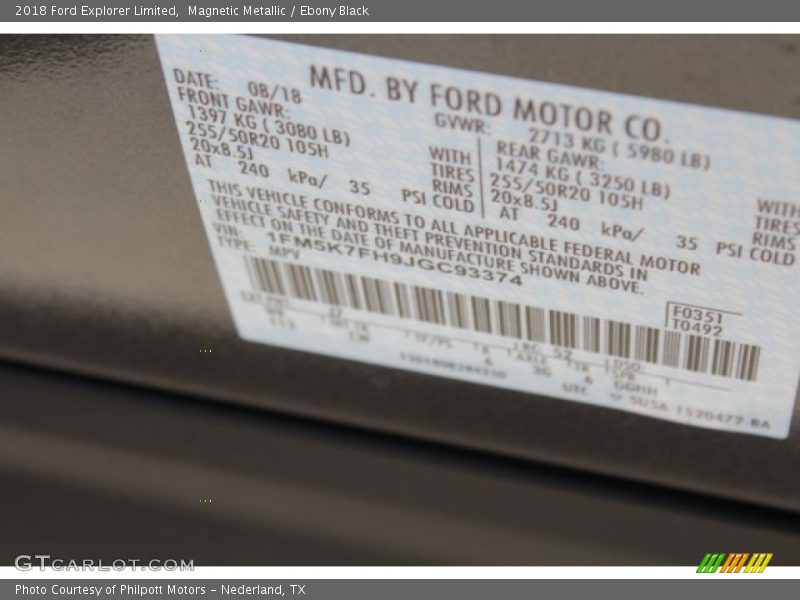 2018 Ford Explorer Limited, Magnetic Metallic / Ebony Black
MFD. BY FORD MOTOR CO.
DATE: 08/18
GVWR: 2713 KG ( 5980 LB)
FRONT GAWR:
1397 KG ( 3080 LB)
255/50R20 105H
20x8.5J
AT 240 kPa/ 35 PSI COLD
WITH
TIRES
RIMS
REAR GAWR:
1474 KG ( 3250 LB)
255/50R20 105H
20x8.5J
AT 240 kPa/ 35 PSI COLD
WITH
TIRES
RIMS
THIS VEHICLE CONFORMS TO ALL APPLICABLE FEDERAL MOTOR
VEHICLE SAFETY AND THEFT PREVENTION STANDARDS IN
EFFECT ON THE DATE OF MANUFACTURE SHOWN ABOVE.
VIN: 1FM5K7FH9JGC93374
TYPE: MPV
F0351
T0492
52
UTC
GTCARLOT.COM
Photo Courtesy of Philpott Motors - Nederland, TX